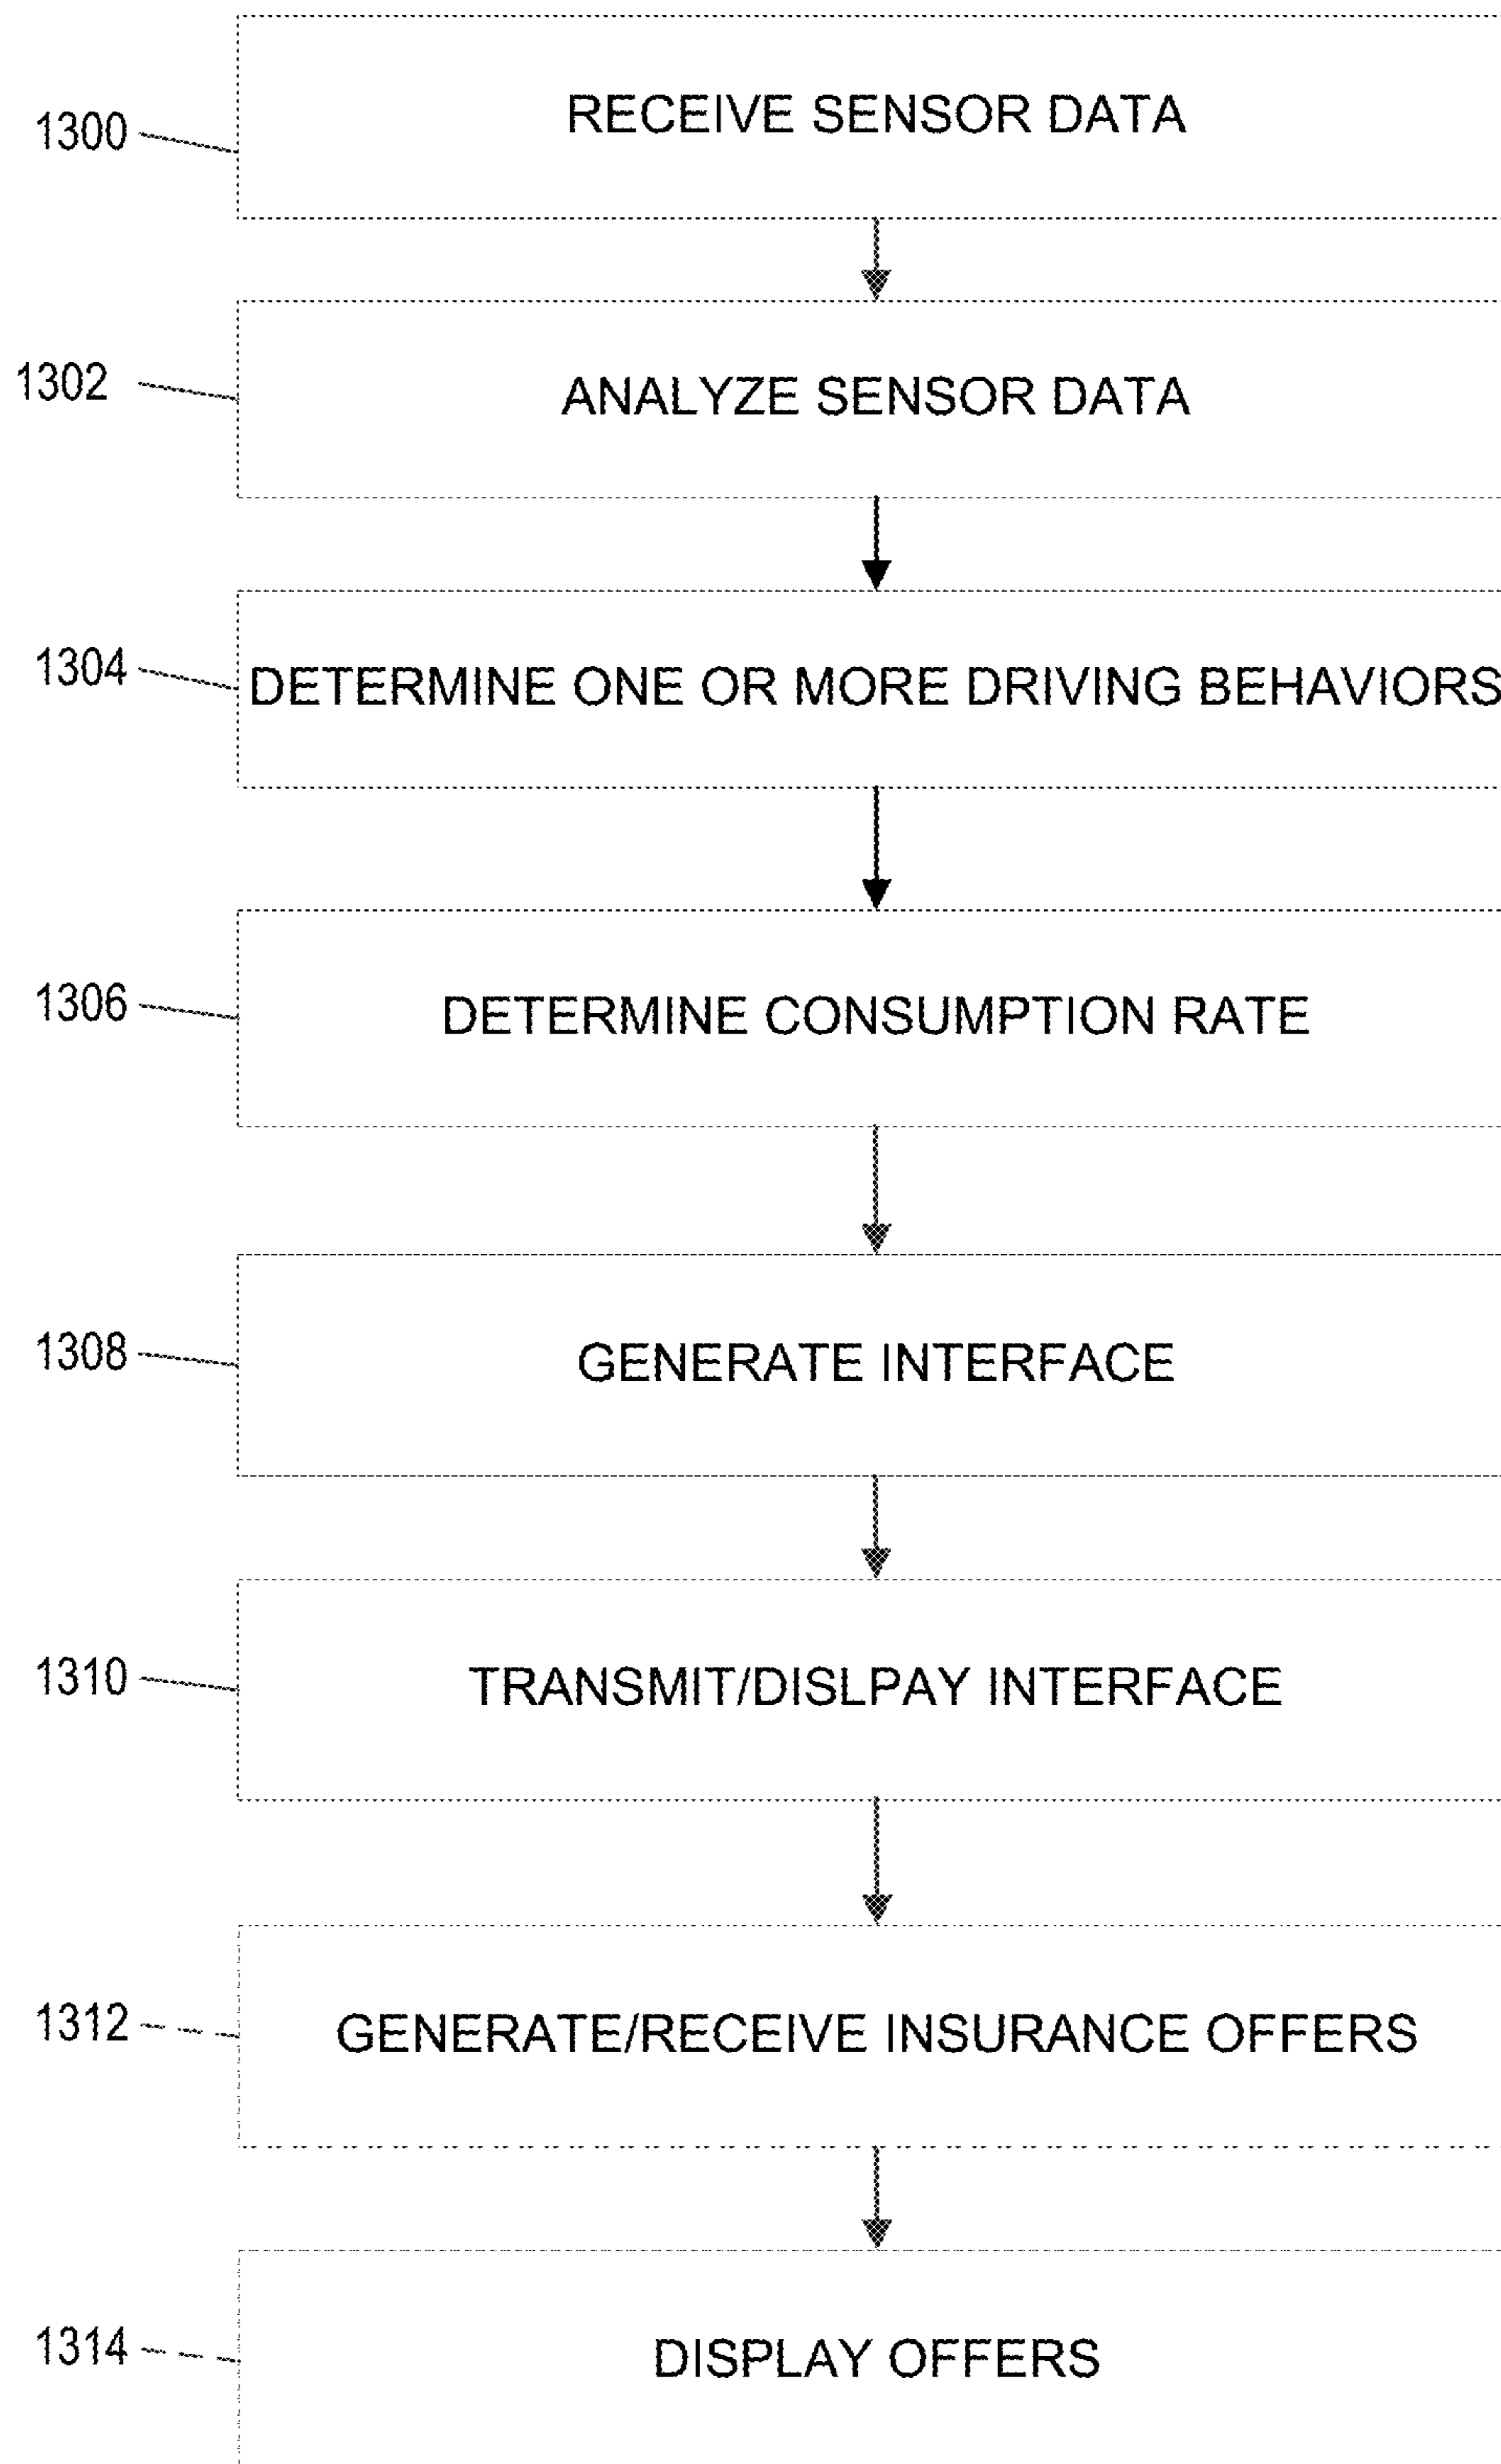 1300
RECEIVE SENSOR DATA
1302
ANALYZE SENSOR DATA
1304
DETERMINE ONE OR MORE DRIVING BEHAVIORS
1306
DETERMINE CONSUMPTION RATE
1308
GENERATE INTERFACE
1310
TRANSMIT/DISLPAY INTERFACE
1312
GENERATE/RECEIVE INSURANCE OFFERS
1314
DISPLAY OFFERS